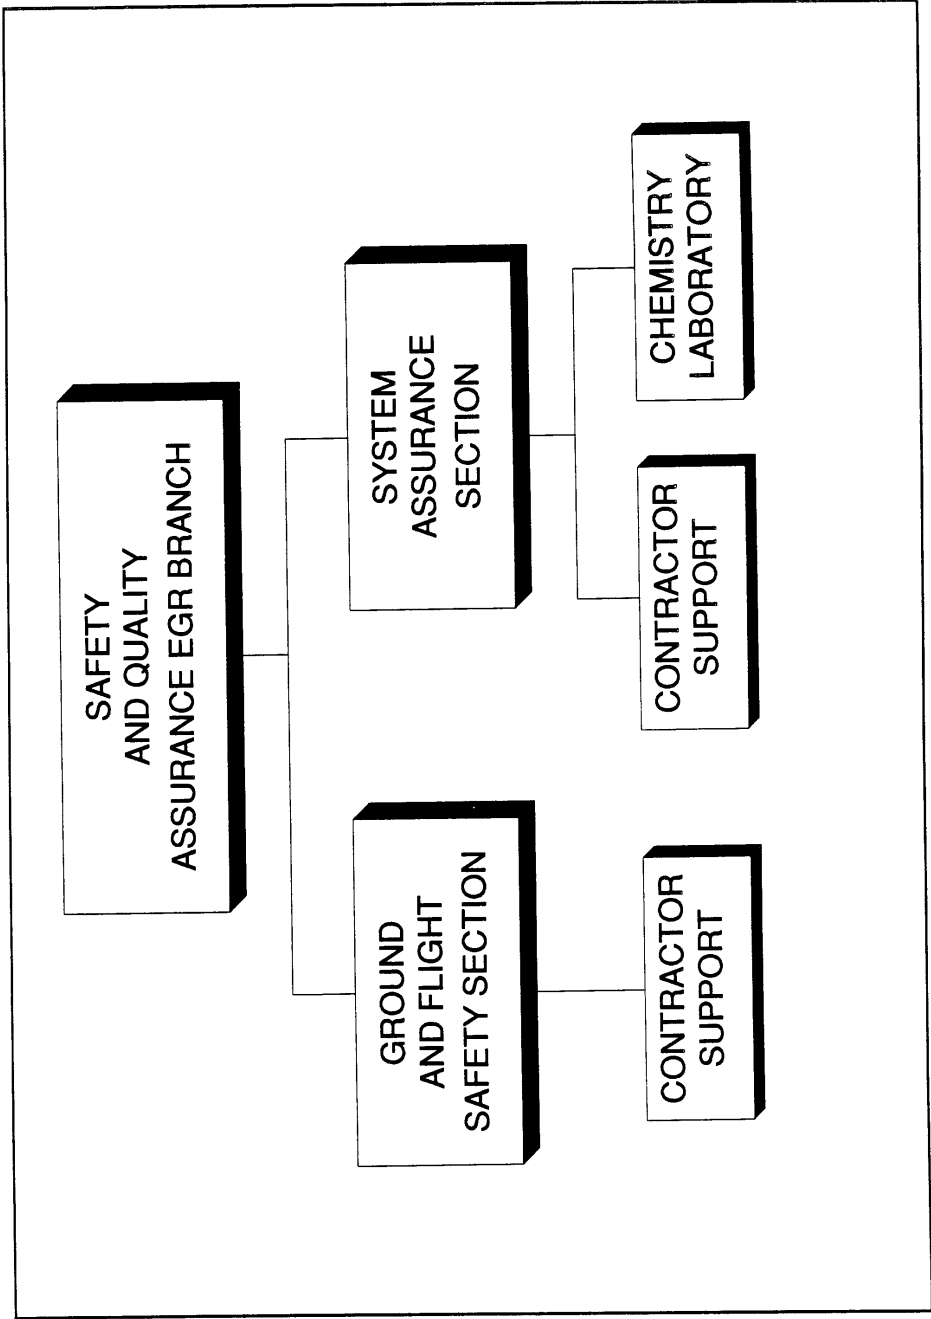 SAFETY
AND QUALITY
ASSURANCE EGR BRANCH
GROUND
AND FLIGHT
SAFETY SECTION
SYSTEM
ASSURANCE
SECTION
CONTRACTOR
SUPPORT
CONTRACTOR
SUPPORT
CHEMISTRY
LABORATORY